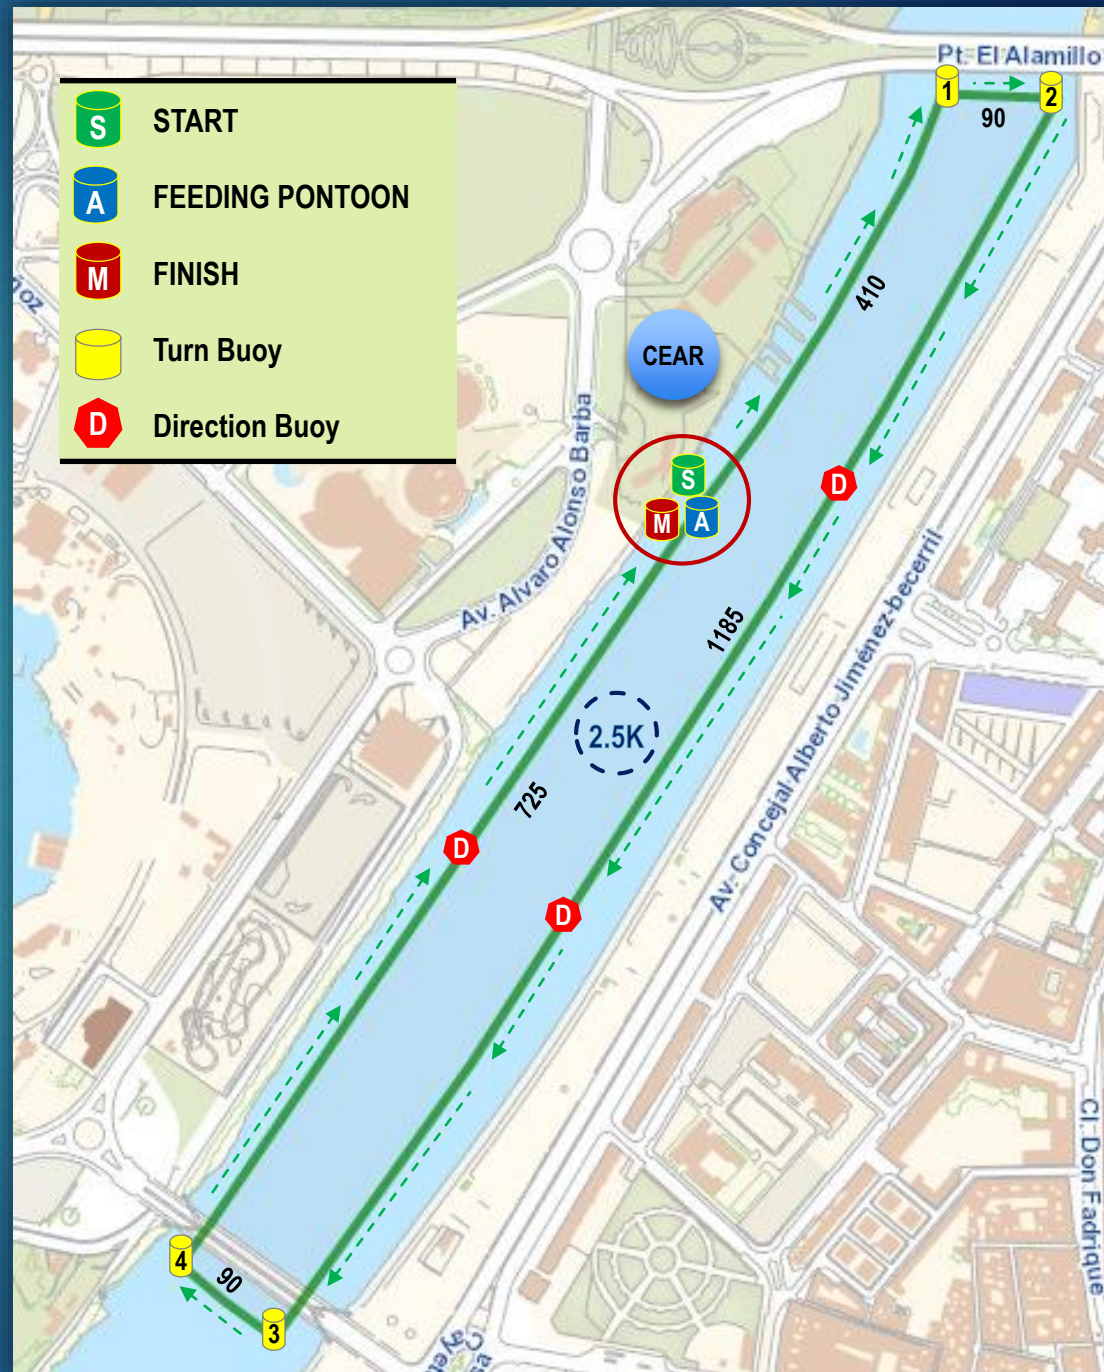 Pt. El Alamillo
1
2
90
S START
A FEEDING PONTOON
M FINISH
Turn Buoy
D Direction Buoy
410
CEAR
Av. Alvaro Alonso Barba
S
M
A
D
1185
Av. Concejal Alberto Jiménez-becerril
2.5K
725
D
D
Cl. Don Fadrique
4
90
3